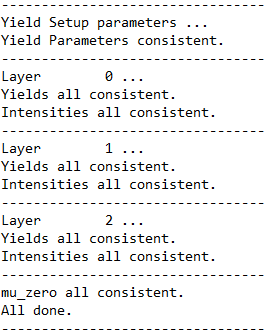 ---------------------------------
Yield Setup parameters ...
Yield Parameters consistent.
---------------------------------
Layer        0 ...
Yields all consistent.
Intensities all consistent.
---------------------------------
Layer        1 ...
Yields all consistent.
Intensities all consistent.
---------------------------------
Layer        2 ...
Yields all consistent.
Intensities all consistent.
---------------------------------
mu_zero all consistent.
All done.
---------------------------------